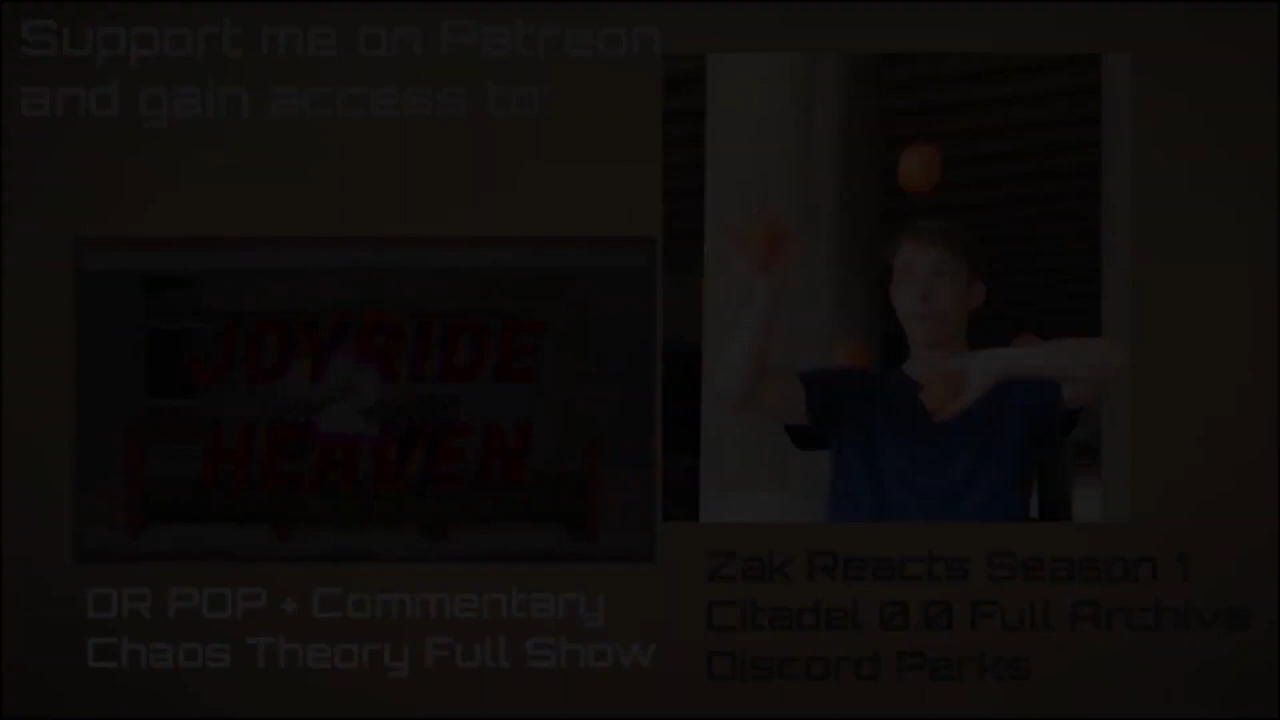 Support me on Patreon
and gain access to:
JOYRIDE
HEAVEN
DR POP + Commentary
Chaos Theory Full Show
Zak Reacts Season 1
Citadel 0.0 Full Archive
Discord Parks